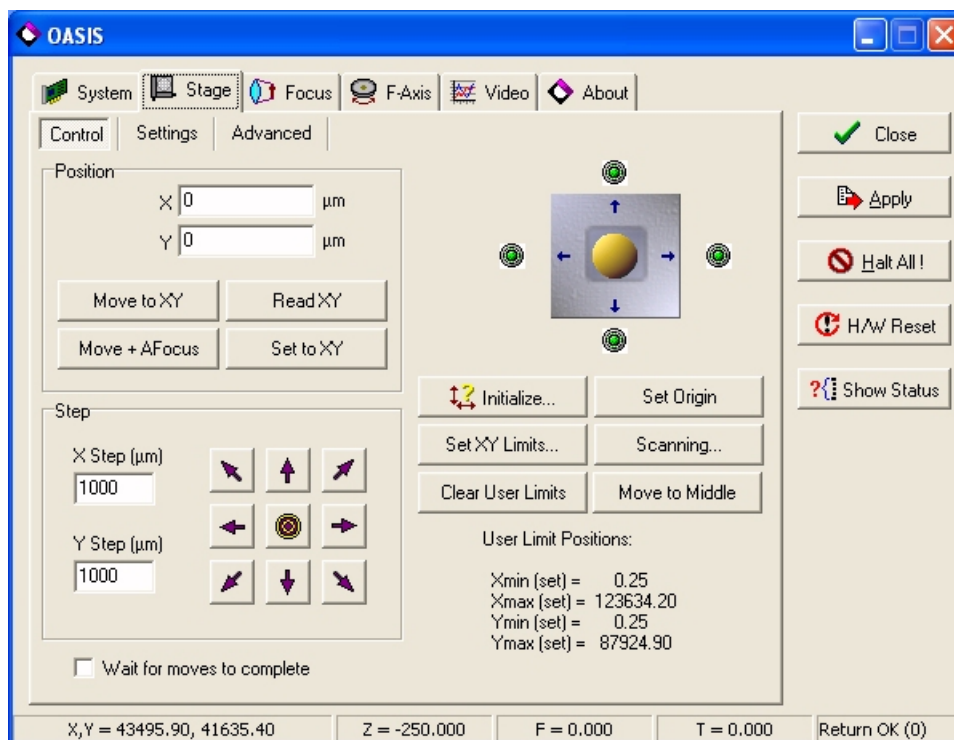 OASIS
System Stage Focus F-Axis Video About
Control Settings Advanced
Position
X 0 µm
Y 0 µm
Move to XY Read XY
Move + AFocus Set to XY
Step
X Step (µm)
1000
Y Step (µm)
1000
Wait for moves to complete
Initialize... Set Origin
Set XY Limits... Scanning...
Clear User Limits Move to Middle
User Limit Positions:
Xmin (set) = 0.25
Xmax (set) = 123634.20
Ymin (set) = 0.25
Ymax (set) = 87924.90
Close
Apply
Halt All !
H/W Reset
?{ Show Status
X,Y = 43495.90, 41635.40 Z = -250.000 F = 0.000 T = 0.000 Return OK (0)